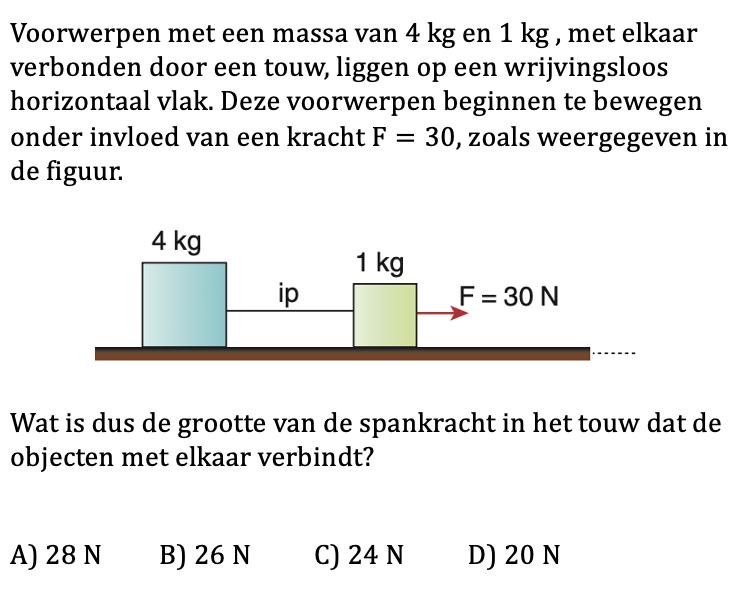 Voorwerpen met een massa van 4 kg en 1 kg , met elkaar
verbonden door een touw, liggen op een wrijvingsloos
horizontaal vlak. Deze voorwerpen beginnen te bewegen
onder invloed van een kracht F = 30, zoals weergegeven in
de figuur.
4 kg
1 kg
ip
F = 30 N
Wat is dus de grootte van de spankracht in het touw dat de
objecten met elkaar verbindt?
A) 28 N B) 26 N C) 24 N D) 20 N